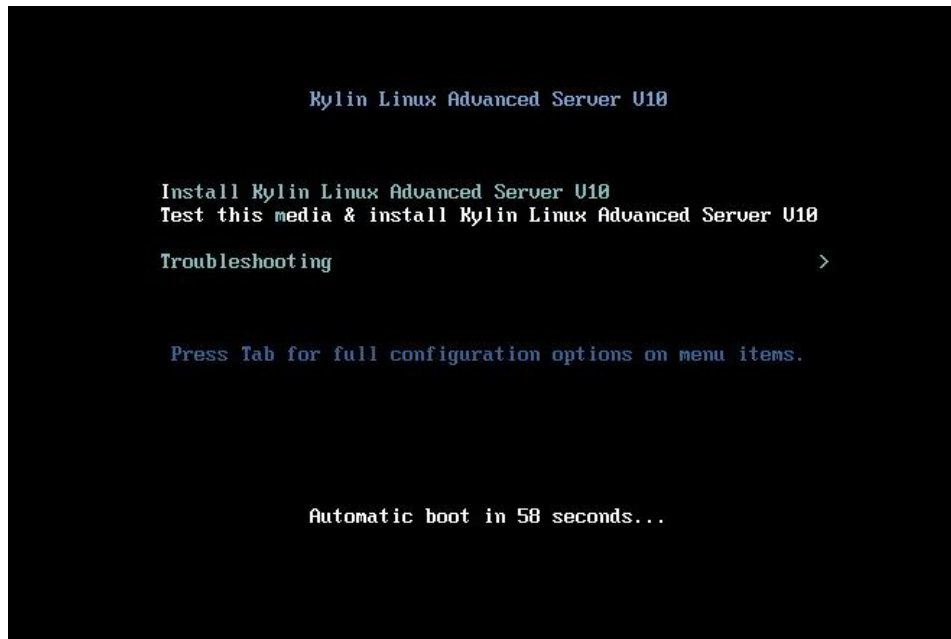 Kylin Linux Advanced Server V10
Install Kylin Linux Advanced Server V10
Test this media & install Kylin Linux Advanced Server V10
Troubleshooting >
Press Tab for full configuration options on menu items.
Automatic boot in 58 seconds...